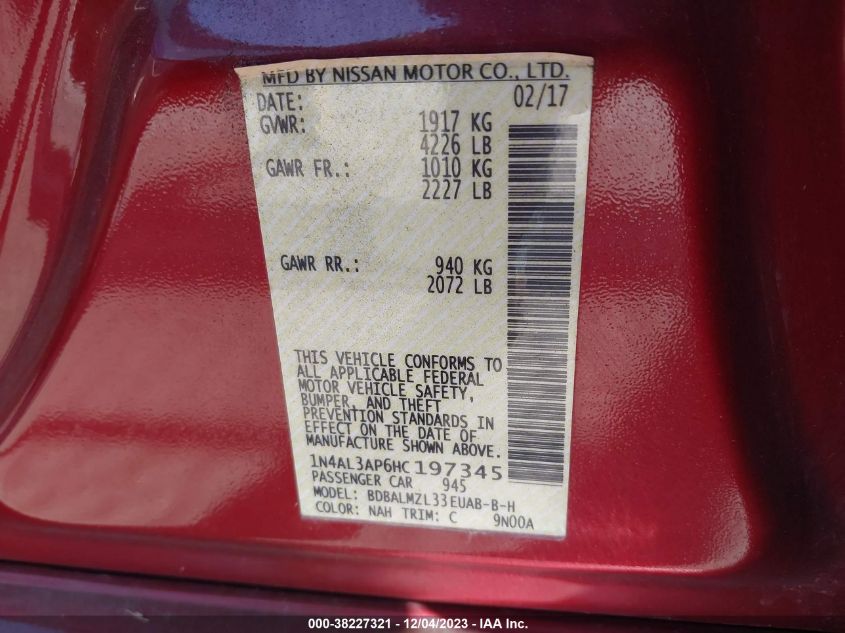 MFD BY NISSAN MOTOR CO., LTD.
DATE: 02/17
GVWR: 1917 KG
4226 LB
GAWR FR.: 1010 KG
2227 LB
GAWR RR.: 940 KG
2072 LB
THIS VEHICLE CONFORMS TO
ALL APPLICABLE FEDERAL
MOTOR VEHICLE SAFETY,
BUMPER, AND THEFT
PREVENTION STANDARDS IN
EFFECT ON THE DATE OF
MANUFACTURE SHOWN ABOVE.
1N4AL3AP6HC197345
PASSENGER CAR 945
MODEL: BDBALMZL33EUAB-B-H
COLOR: NAH TRIM: C 9N00A
000-38227321 - 12/04/2023 - IAA Inc.